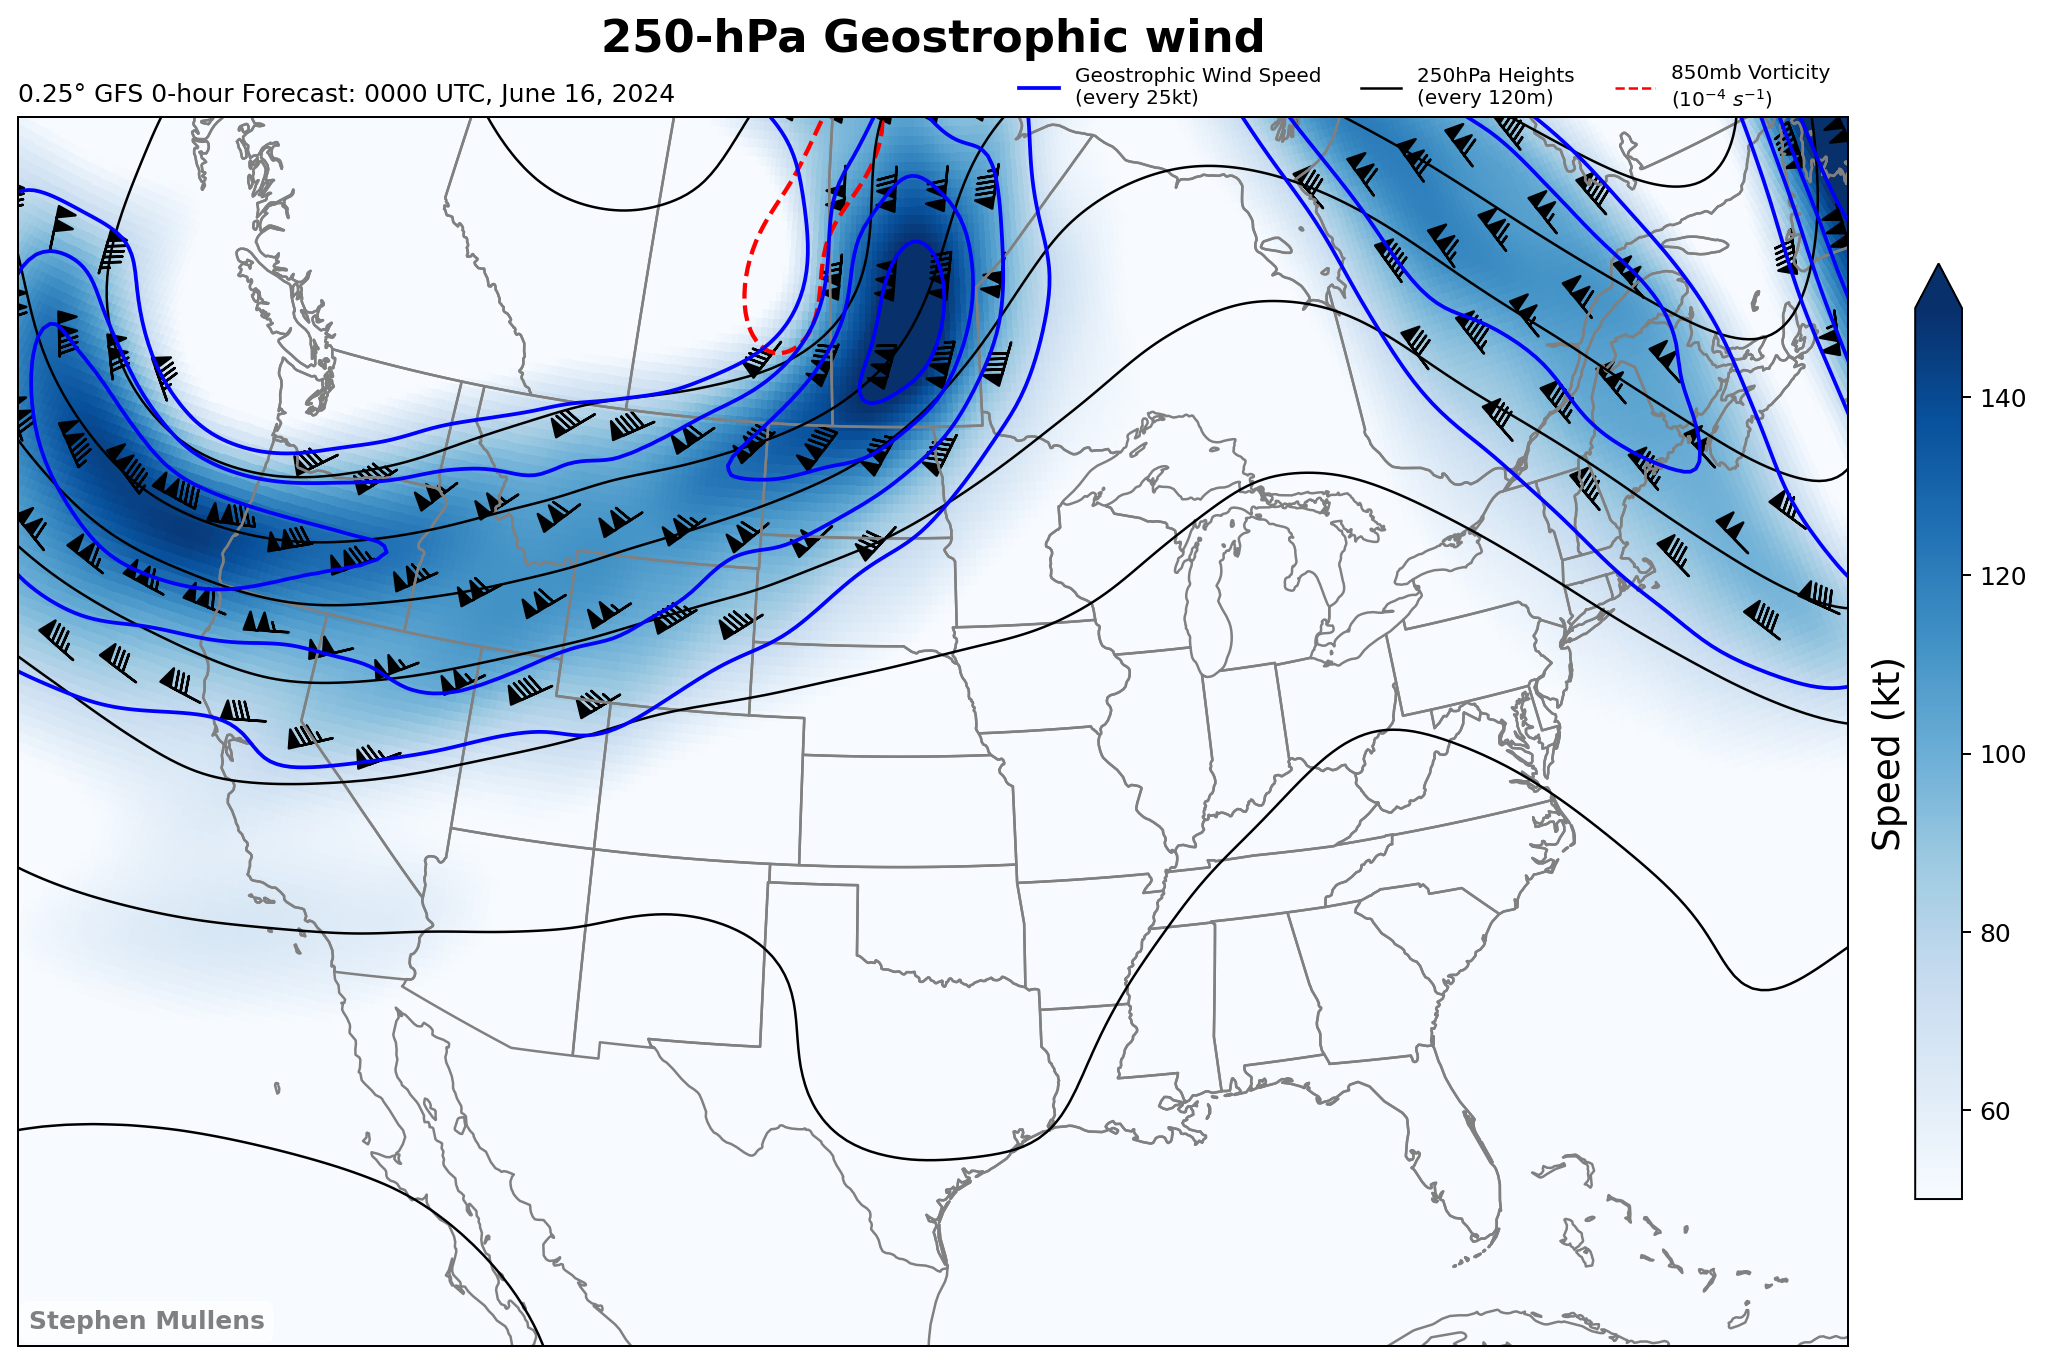 250-hPa Geostrophic wind
0.25° GFS 0-hour Forecast: 0000 UTC, June 16, 2024
Geostrophic Wind Speed
(every 25kt)
250hPa Heights
(every 120m)
850mb Vorticity
(10⁻⁴ s⁻¹)
140
120
100
80
60
Speed (kt)
Stephen Mullens